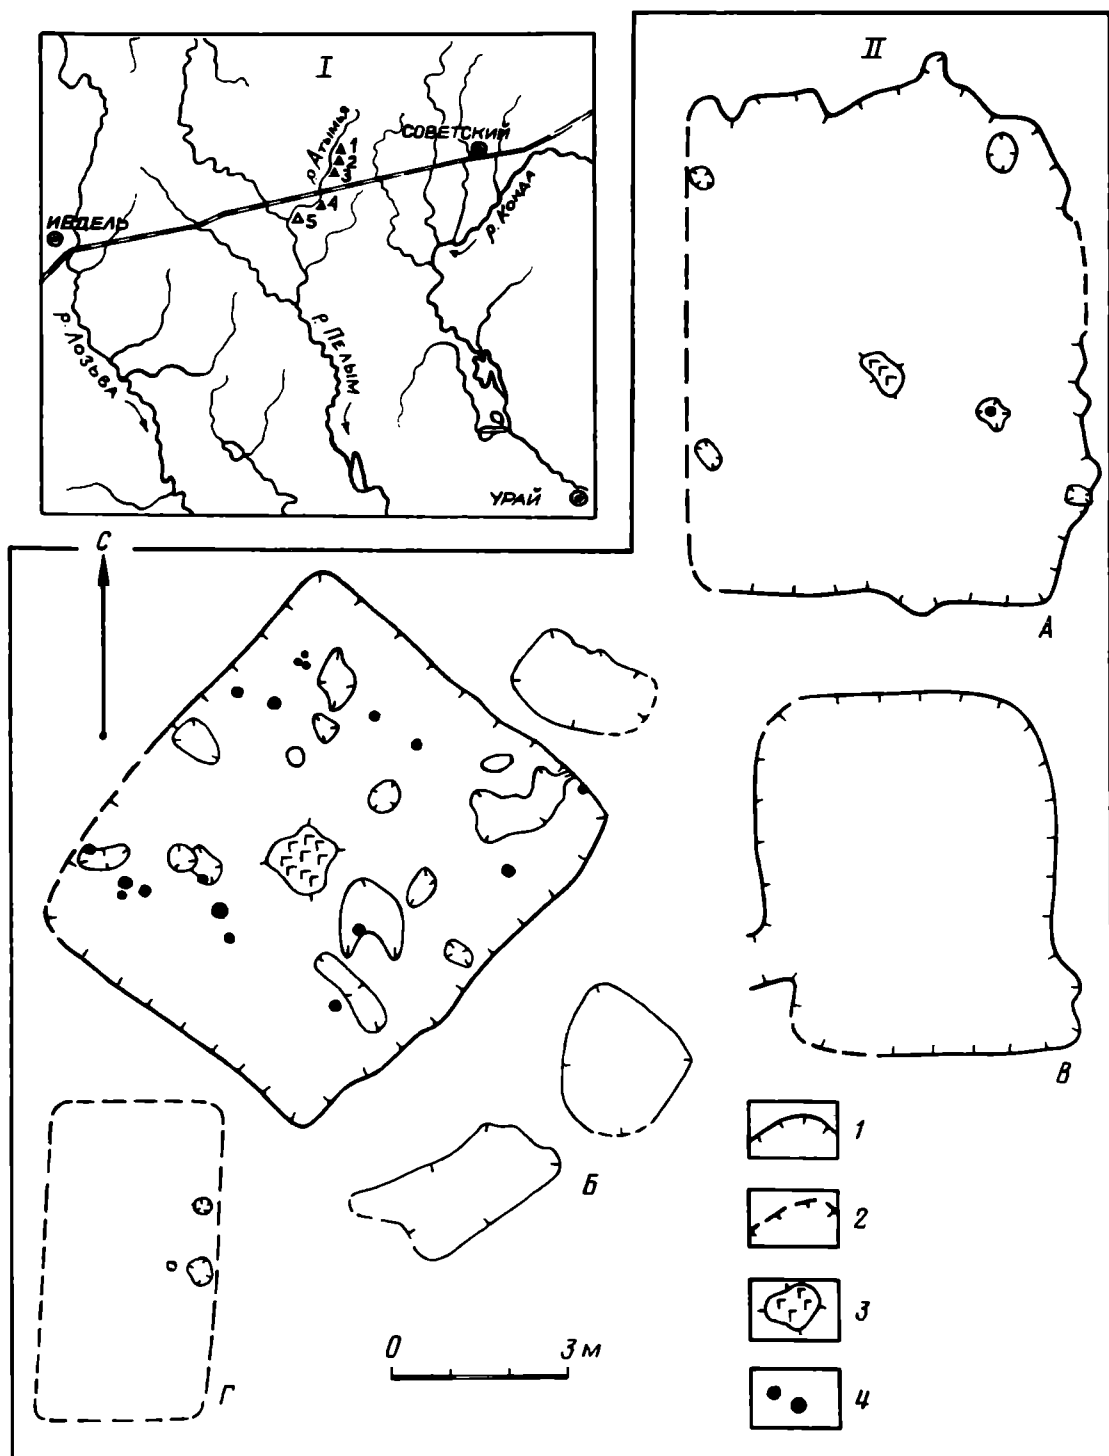 I
р. Атымья
СОВЕТСКИЙ
1
2
3
4
5
ИВДЕЛЬ
р. Конда
р. Лозьва
р. Пелым
УРАЙ
II
А
С
Б
В
Г
0 3 м
1
2
3
4